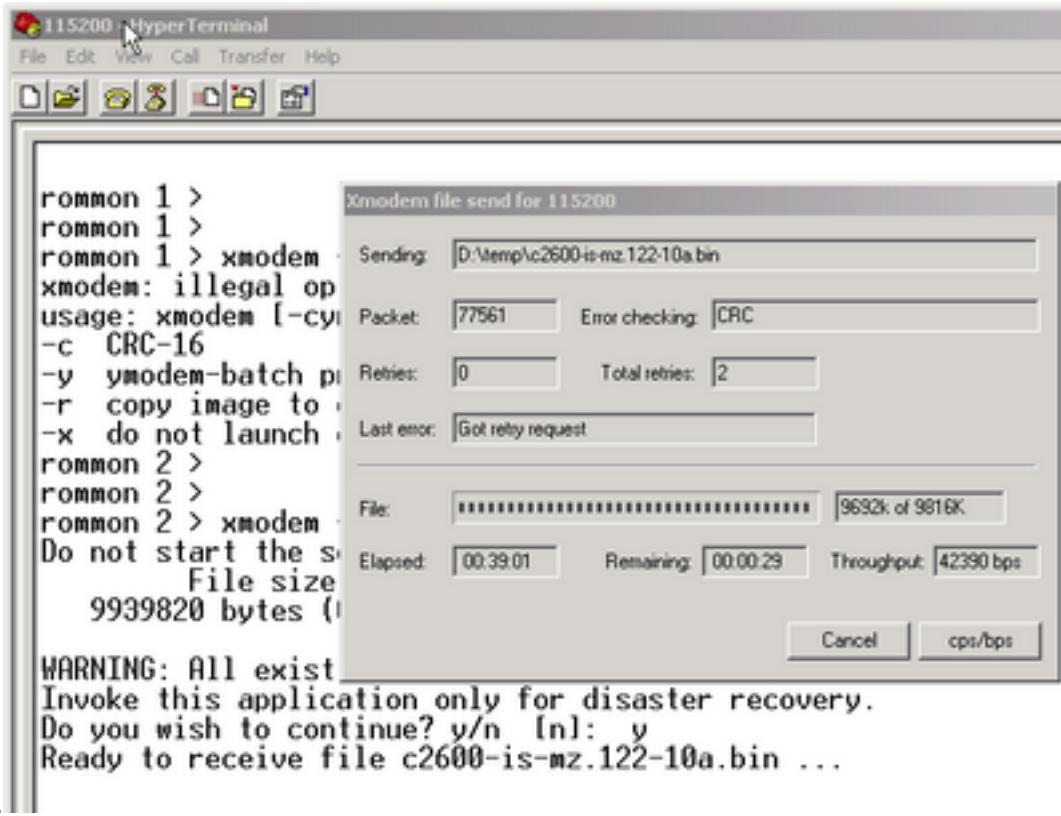 115200 - HyperTerminal
File Edit View Call Transfer Help
rommon 1 >
rommon 1 >
rommon 1 > xmodem -
xmodem: illegal op
usage: xmodem [-cy
-c CRC-16
-y ymodem-batch p
-r copy image to
-x do not launch
rommon 2 >
rommon 2 >
rommon 2 > xmodem -
Do not start the s
File size
9939820 bytes (
WARNING: All exist
Invoke this application only for disaster recovery.
Do you wish to continue? y/n [n]: y
Ready to receive file c2600-is-mz.122-10a.bin ...
Xmodem file send for 115200
Sending: D:\temp\c2600-is-mz.122-10a.bin
Packet: 77561 Error checking: CRC
Retries: 0 Total retries: 2
Last error: Got retry request
File: 9692k of 9816K
Elapsed: 00:39:01 Remaining: 00:00:29 Throughput: 42390 bps
Cancel cps/bps